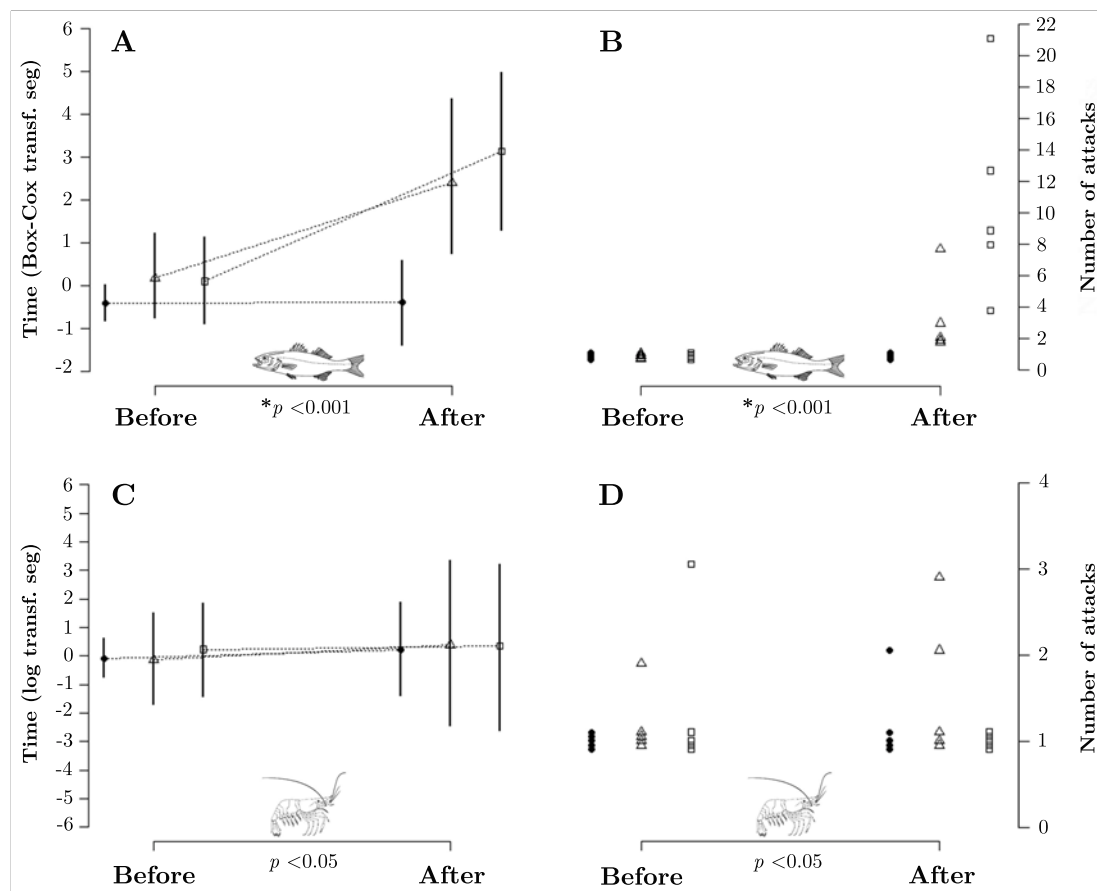 A
Time (Box-Cox transf. seg)
6
5
4
3
2
1
0
-1
-2
Before
*p <0.001
After
B
Number of attacks
22
20
18
16
14
12
10
8
6
4
2
0
Before
*p <0.001
After
C
Time (log transf. seg)
6
5
4
3
2
1
0
-1
-2
-3
-4
-5
-6
Before
p <0.05
After
D
Number of attacks
4
3
2
1
0
Before
p <0.05
After